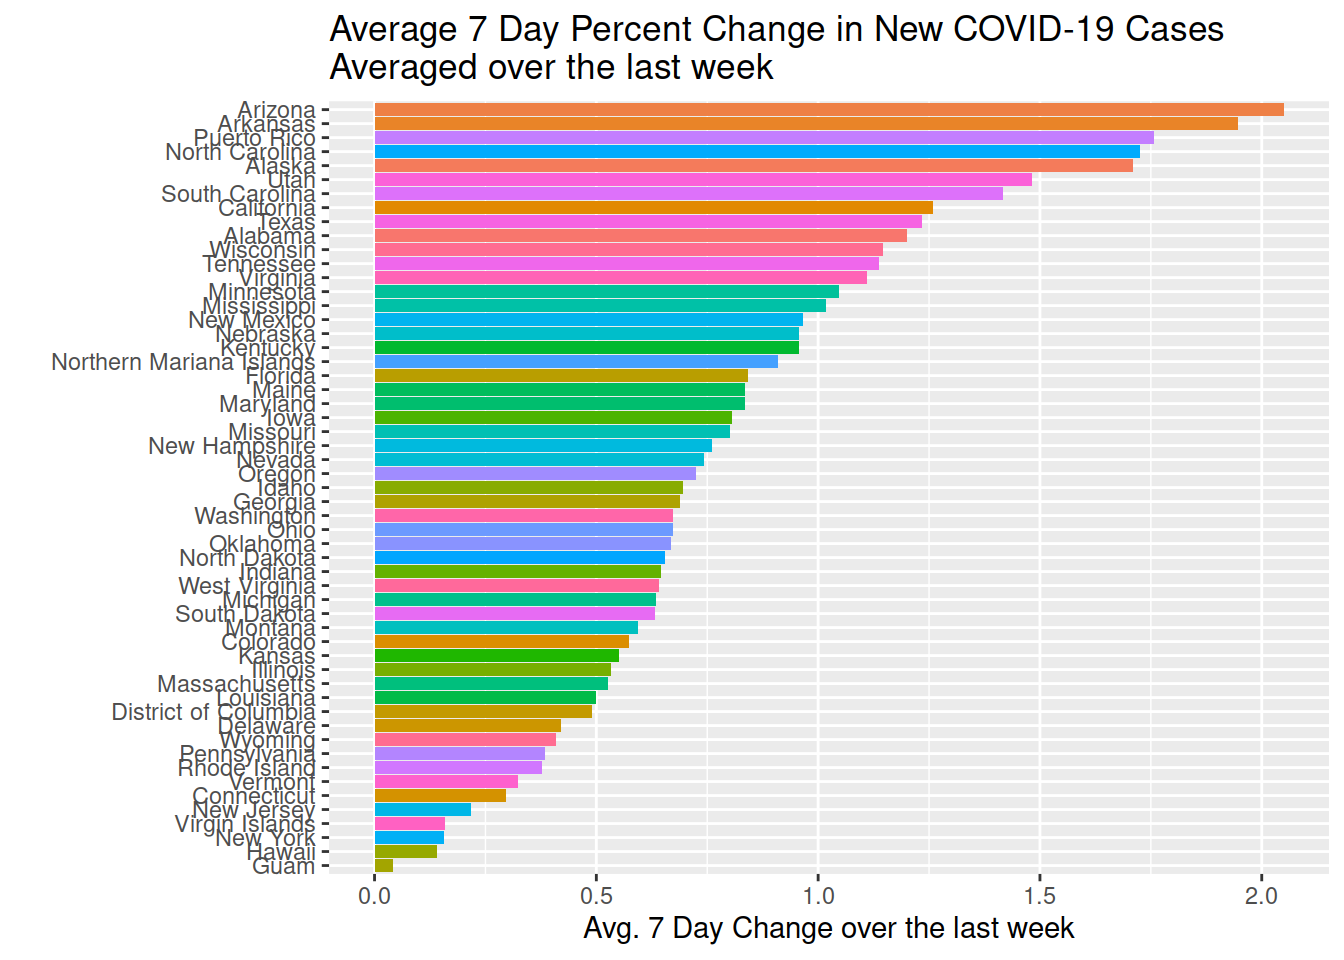 Average 7 Day Percent Change in New COVID-19 Cases
Averaged over the last week
Arizona
Arkansas
Puerto Rico
North Carolina
Alaska
Utah
South Carolina
California
Texas
Alabama
Wisconsin
Tennessee
Virginia
Minnesota
Mississippi
New Mexico
Nebraska
Kentucky
Northern Mariana Islands
Florida
Maine
Maryland
Iowa
Missouri
New Hampshire
Nevada
Oregon
Idaho
Georgia
Washington
Ohio
Oklahoma
North Dakota
Indiana
West Virginia
Michigan
South Dakota
Montana
Colorado
Kansas
Illinois
Massachusetts
Louisiana
District of Columbia
Delaware
Wyoming
Pennsylvania
Rhode Island
Vermont
Connecticut
New Jersey
Virgin Islands
New York
Hawaii
Guam
0.0 0.5 1.0 1.5 2.0
Avg. 7 Day Change over the last week